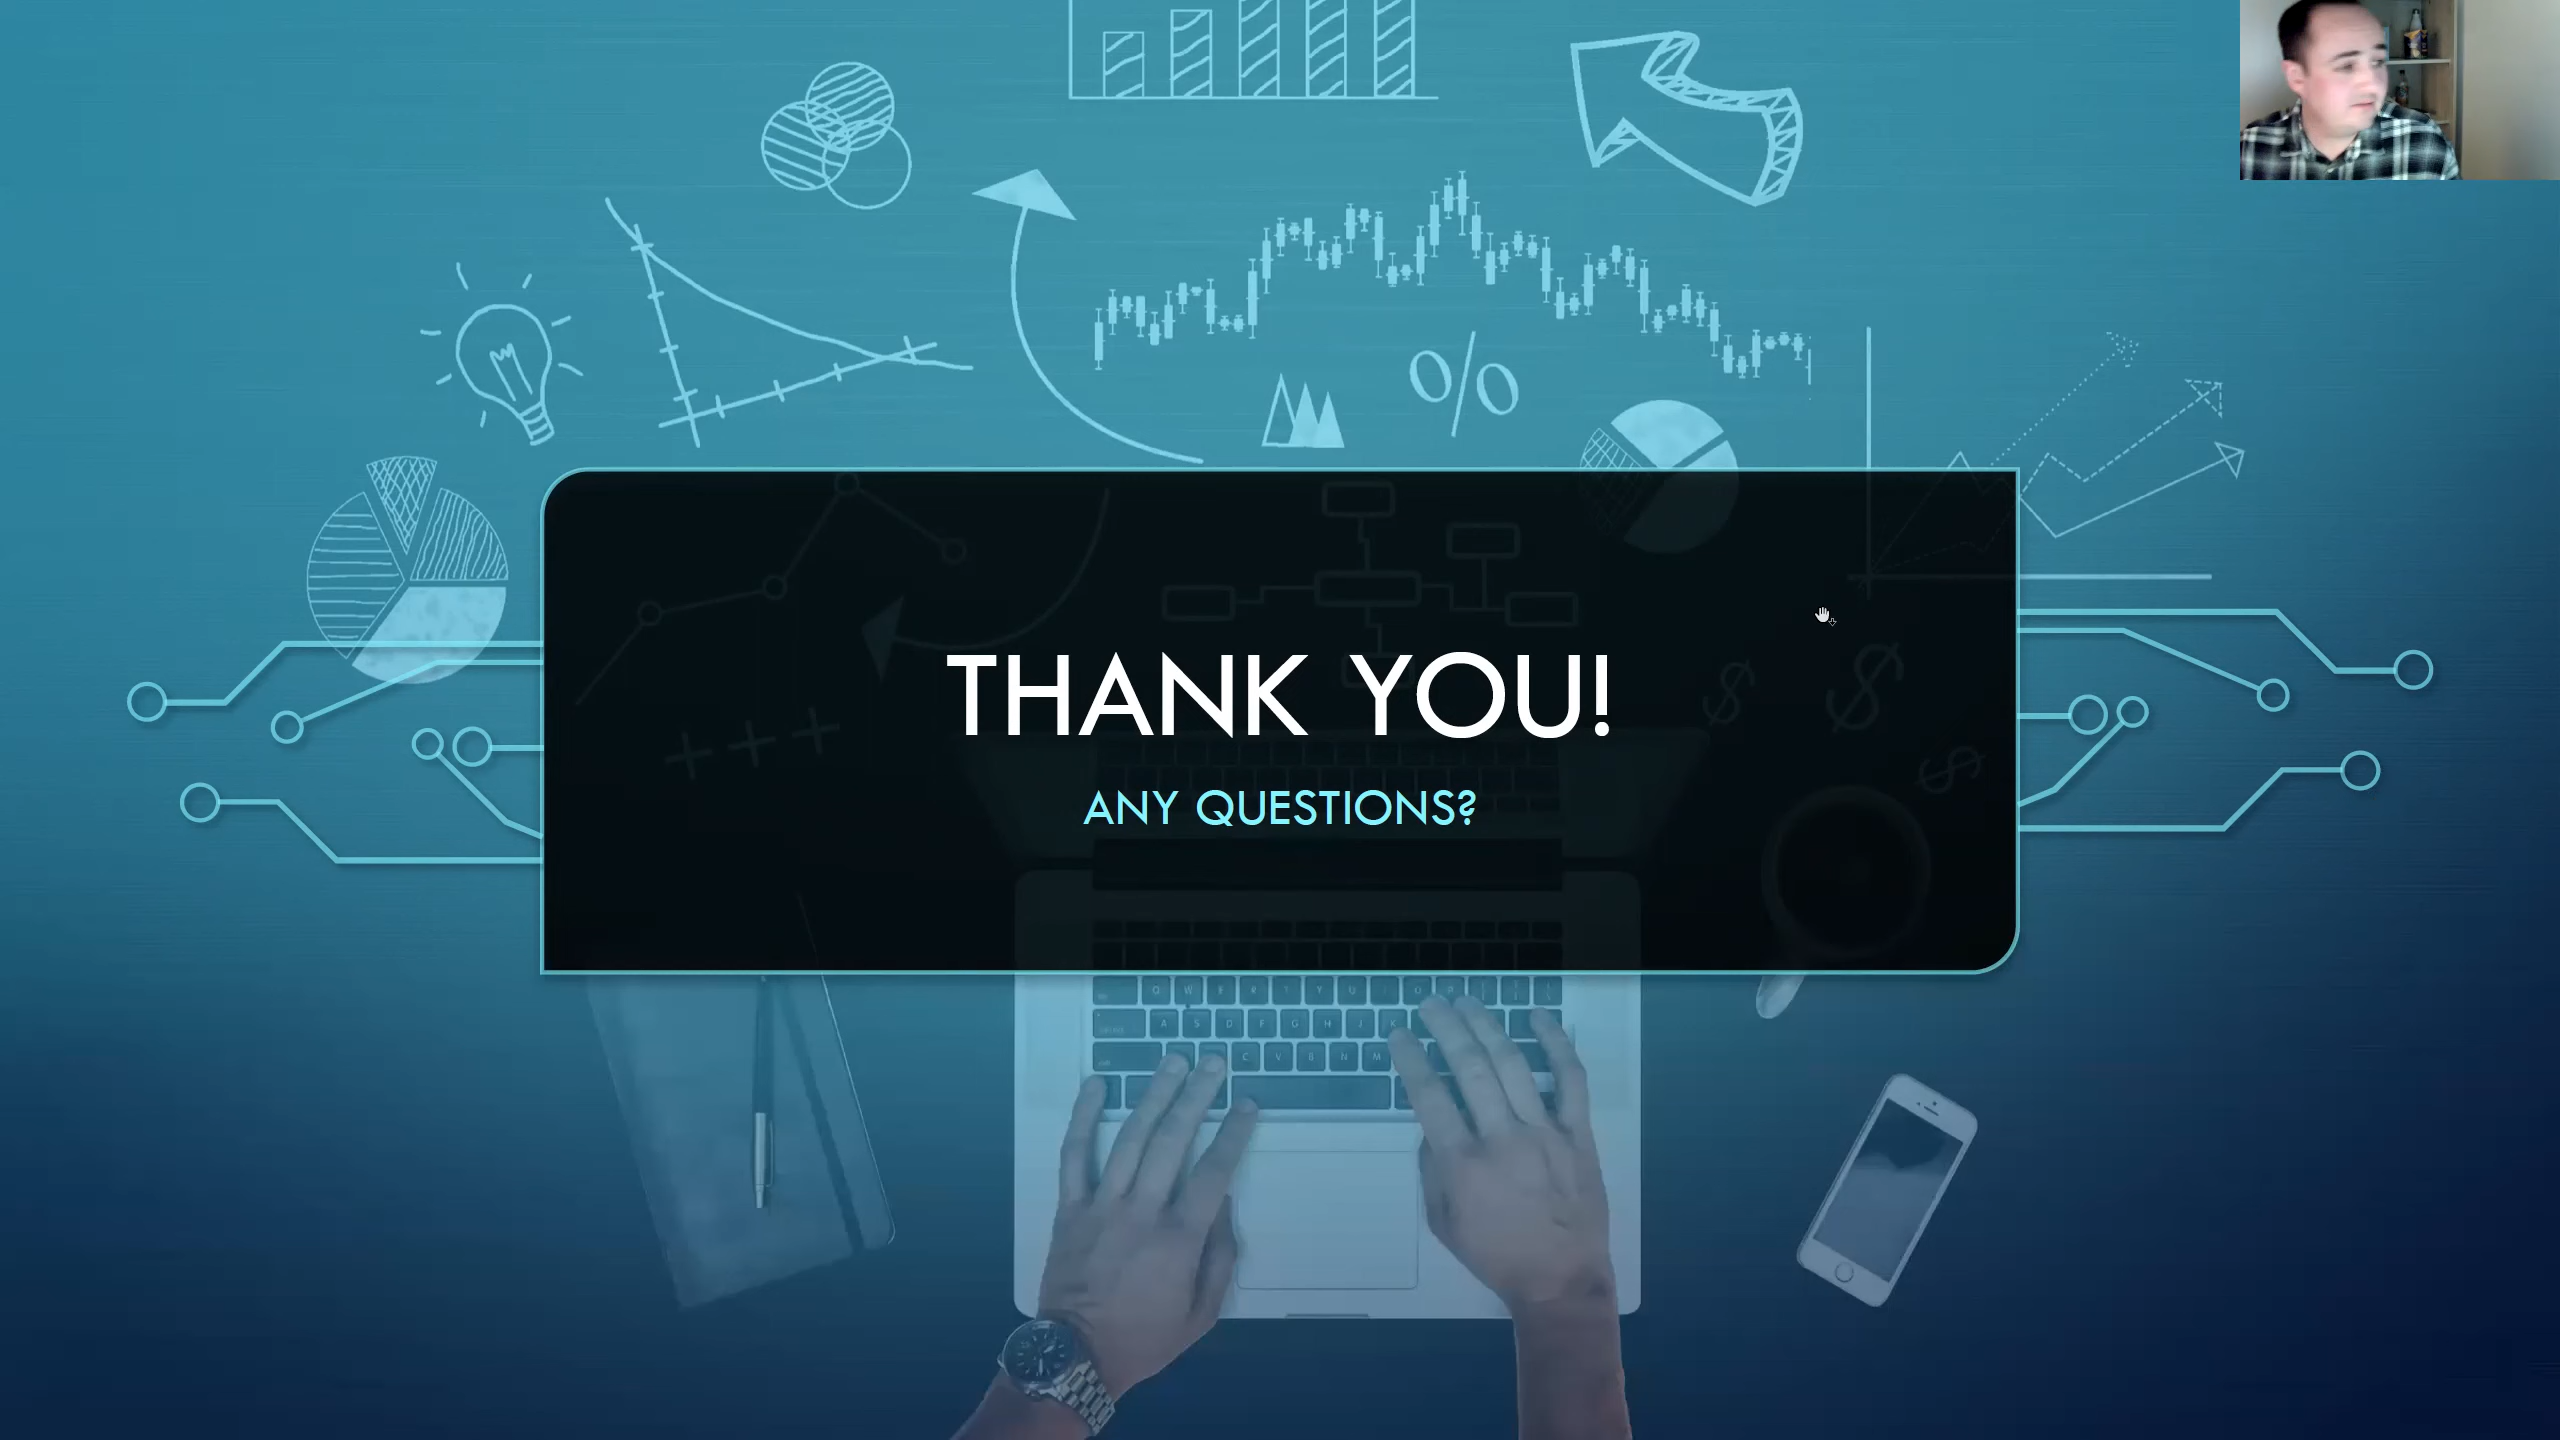 %
THANK YOU!
ANY QUESTIONS?
$ $ $
Q W E R T Y U I O P
A S D F G H J K
C V B N M